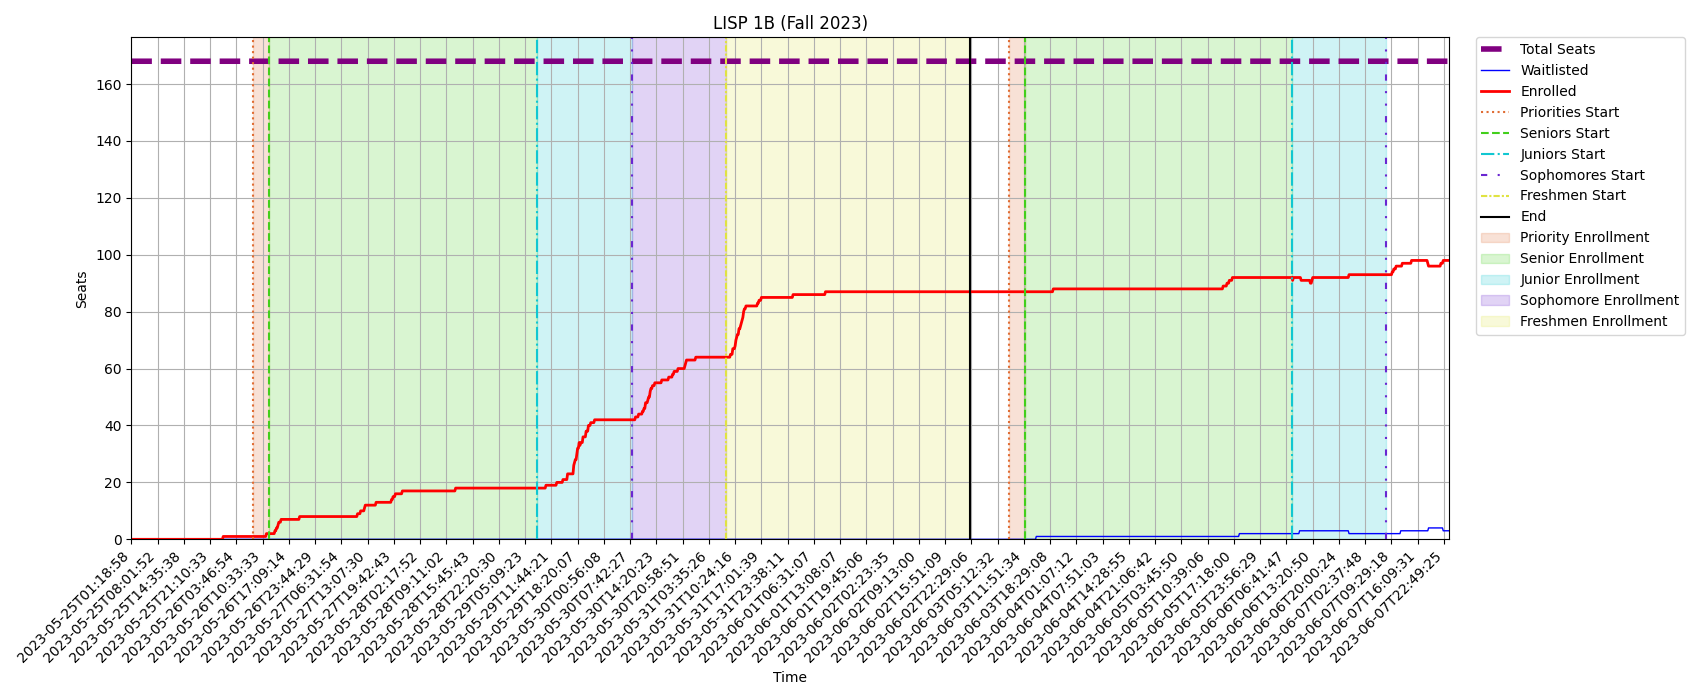 LISP 1B (Fall 2023)
160
140
120
100
80
60
40
20
0
Seats
2023-05-25T01:18:58
2023-05-25T08:01:52
2023-05-25T14:35:38
2023-05-25T21:10:33
2023-05-26T03:46:54
2023-05-26T10:33:33
2023-05-26T17:09:14
2023-05-26T23:44:29
2023-05-27T06:31:54
2023-05-27T13:07:30
2023-05-27T19:42:43
2023-05-28T02:17:52
2023-05-28T09:11:02
2023-05-28T15:45:43
2023-05-28T22:20:30
2023-05-29T05:09:23
2023-05-29T11:44:21
2023-05-29T18:20:07
2023-05-30T00:56:08
2023-05-30T07:42:27
2023-05-30T14:20:23
2023-05-30T20:58:51
2023-05-31T03:35:26
2023-05-31T10:24:16
2023-05-31T17:01:39
2023-05-31T23:38:11
2023-06-01T06:31:07
2023-06-01T13:08:07
2023-06-01T19:45:06
2023-06-02T02:23:35
2023-06-02T09:13:00
2023-06-02T15:51:09
2023-06-02T22:29:06
2023-06-03T05:12:32
2023-06-03T11:51:34
2023-06-03T18:29:08
2023-06-04T01:07:12
2023-06-04T07:51:03
2023-06-04T14:28:55
2023-06-04T21:06:42
2023-06-05T03:45:50
2023-06-05T10:39:06
2023-06-05T17:18:00
2023-06-05T23:56:29
2023-06-06T06:41:47
2023-06-06T13:20:50
2023-06-06T20:00:24
2023-06-07T02:37:48
2023-06-07T09:29:18
2023-06-07T16:09:31
2023-06-07T22:49:25
Time
Total Seats
Waitlisted
Enrolled
Priorities Start
Seniors Start
Juniors Start
Sophomores Start
Freshmen Start
End
Priority Enrollment
Senior Enrollment
Junior Enrollment
Sophomore Enrollment
Freshmen Enrollment